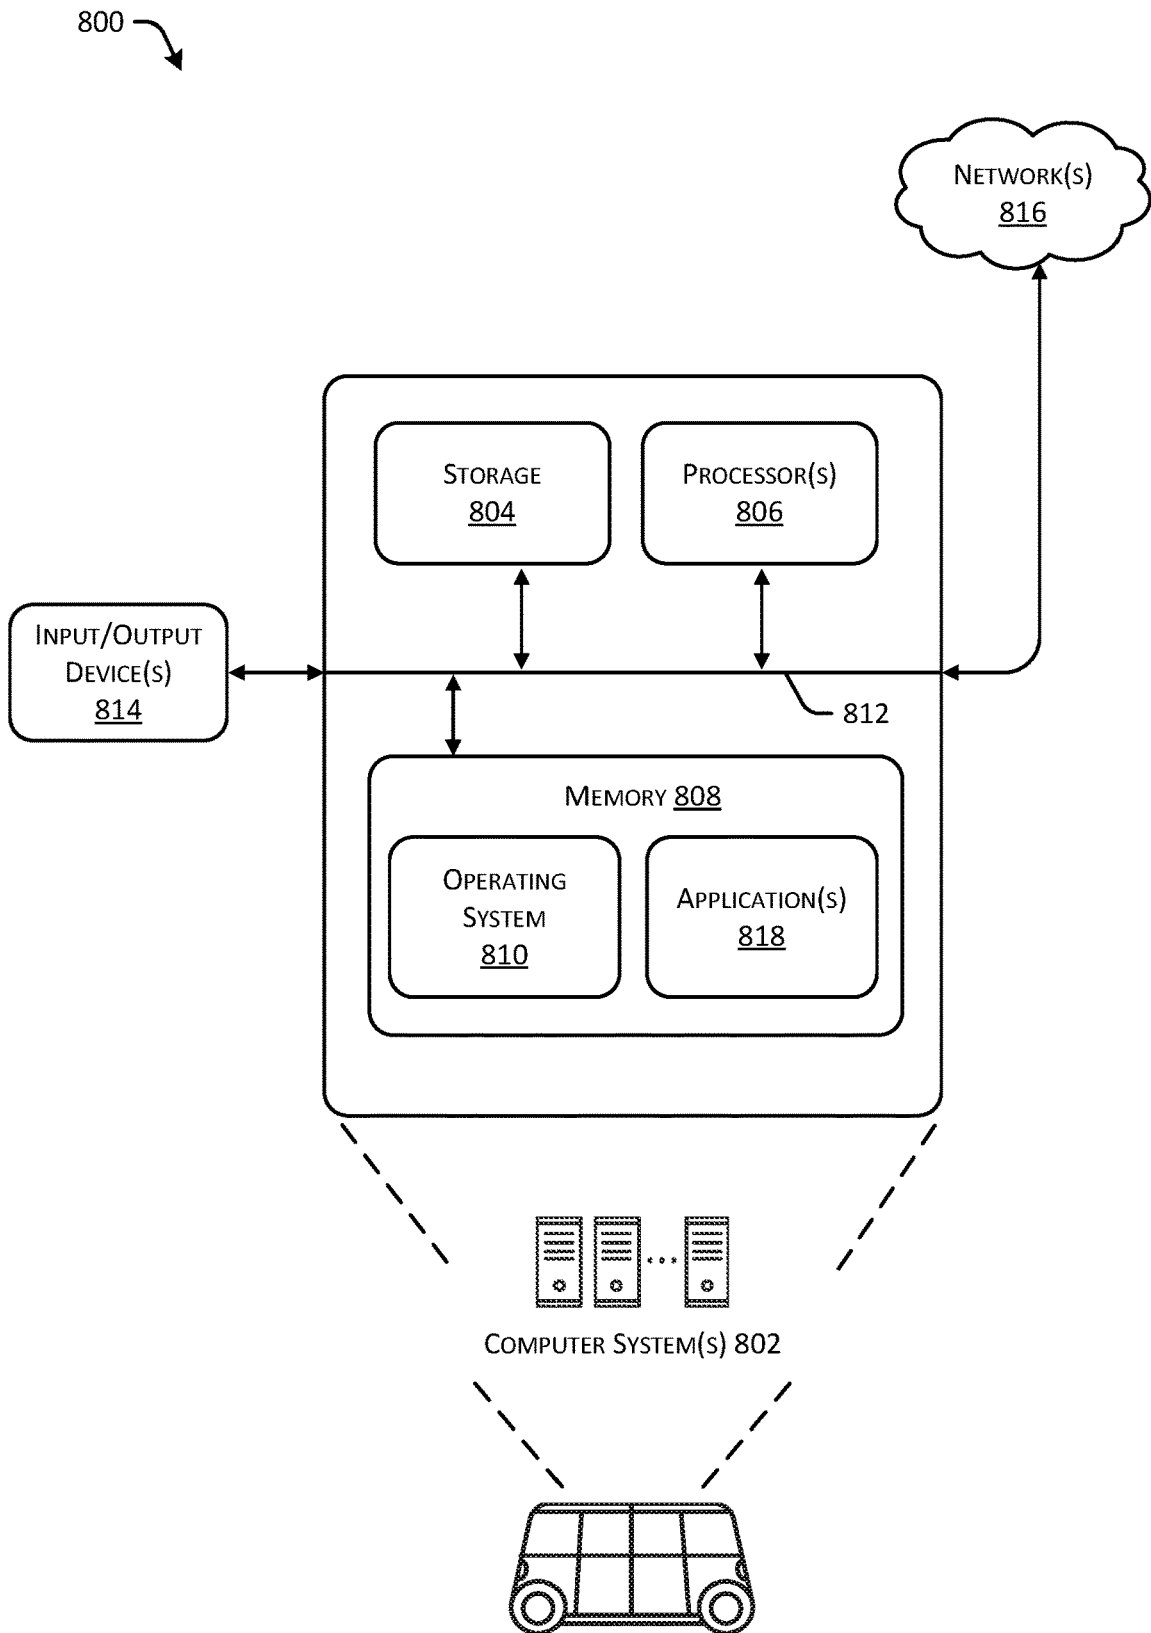 800
NETWORK(S)
816
STORAGE
804
PROCESSOR(S)
806
INPUT/OUTPUT
DEVICE(S)
814
812
MEMORY 808
OPERATING
SYSTEM
810
APPLICATION(S)
818
COMPUTER SYSTEM(S) 802